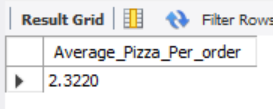 Result Grid Filter Rows
Average_Pizza_Per_order
2.3220